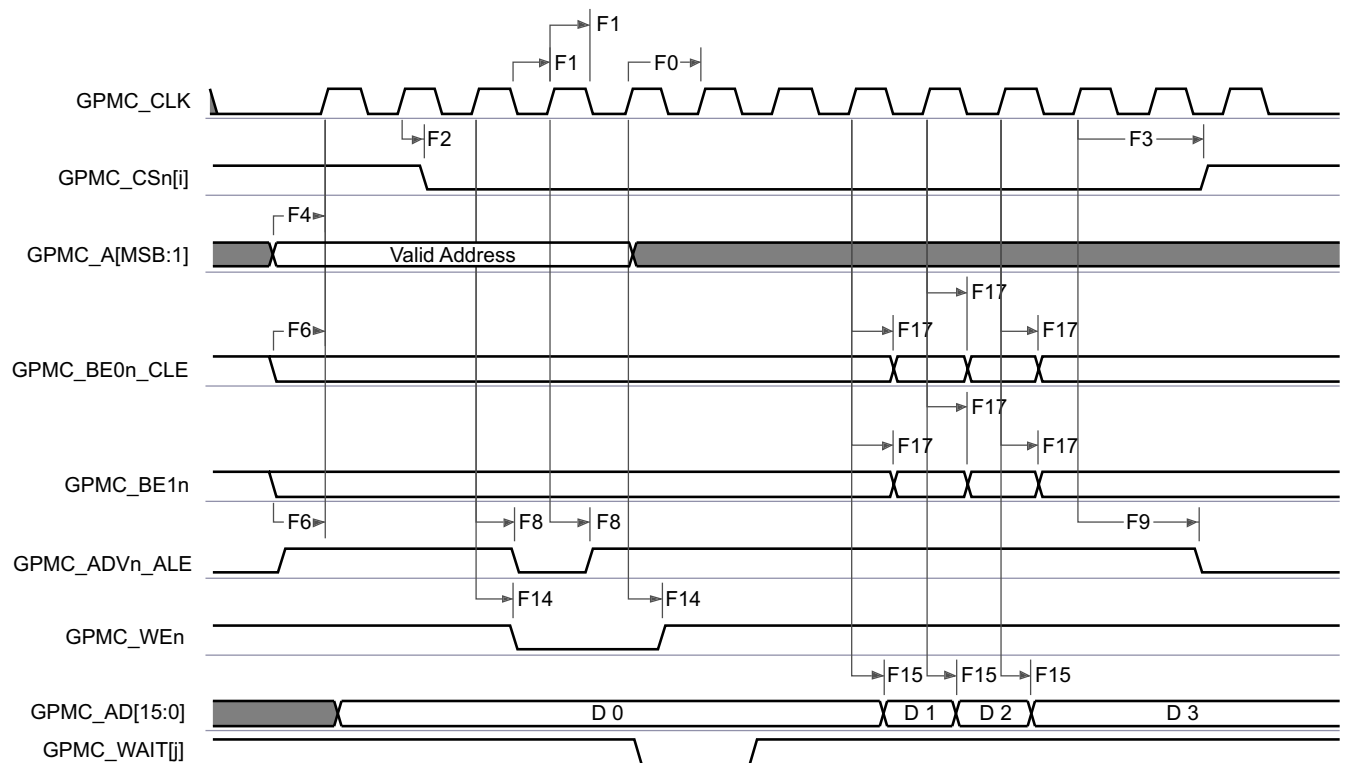 F1
F1
F0
GPMC_CLK
F2
F3
GPMC_CSn[i]
F4
GPMC_A[MSB:1]
Valid Address
F17
F6
F17
F17
GPMC_BE0n_CLE
F17
F17
F17
GPMC_BE1n
F6
F8
F8
F9
GPMC_ADVn_ALE
F14
F14
GPMC_WEn
F15
F15
F15
GPMC_AD[15:0]
D 0
D 1
D 2
D 3
GPMC_WAIT[j]